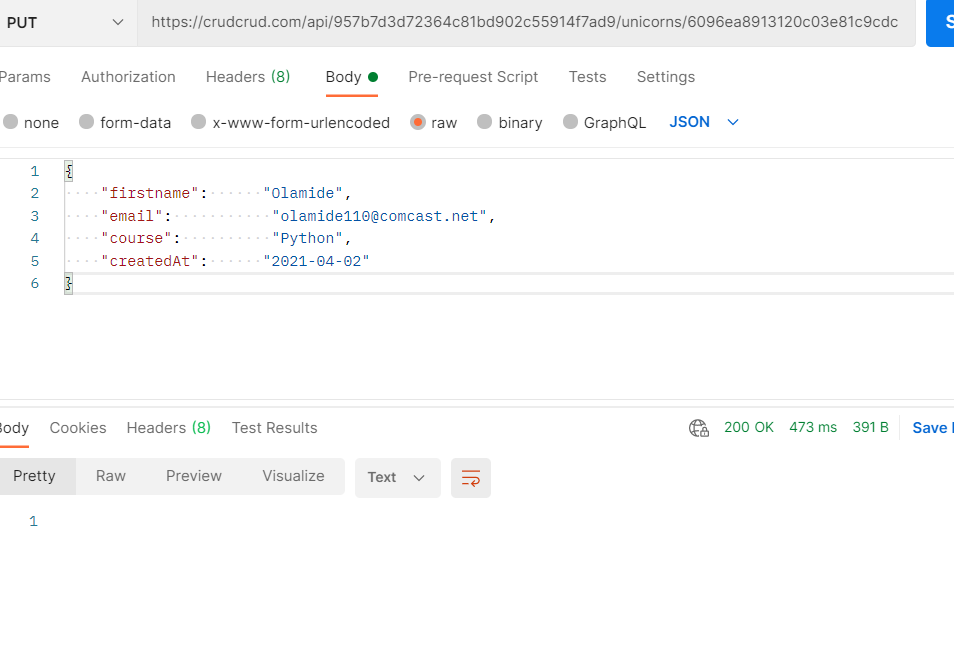 PUT https://crudcrud.com/api/957b7d3d72364c81bd902c55914f7ad9/unicorns/6096ea8913120c03e81c9cdc S
Params Authorization Headers (8) Body Pre-request Script Tests Settings
none form-data x-www-form-urlencoded raw binary GraphQL JSON
1 {
2 ····"firstname":······"Olamide",
3 ····"email":···········"olamide110@comcast.net",
4 ····"course":··········"Python",
5 ····"createdAt":······"2021-04-02"
6 }
Body Cookies Headers (8) Test Results 200 OK 473 ms 391 B Save
Pretty Raw Preview Visualize Text
1